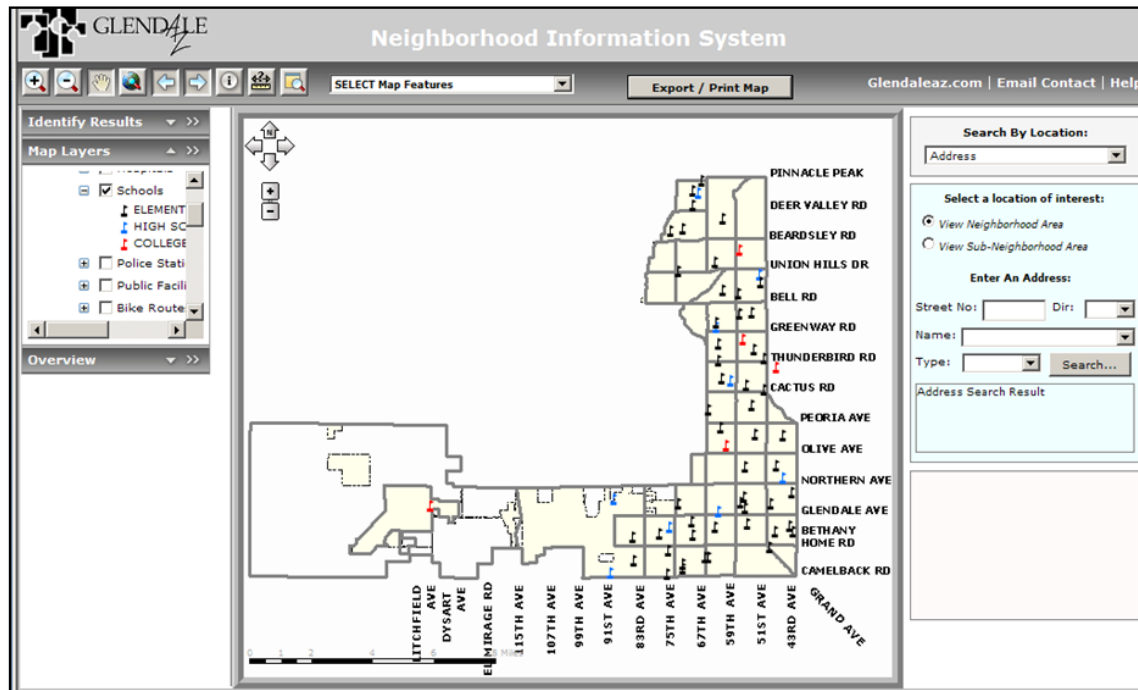 GLENDALE
AZ
Neighborhood Information System
SELECT Map Features
Export / Print Map
Glendaleaz.com | Email Contact | Help
Identify Results
Map Layers
Schools
ELEMENT
HIGH SC
COLLEGE
Police Stati
Public Facili
Bike Route
Overview
N
PINNACLE PEAK
DEER VALLEY RD
BEARDSLEY RD
UNION HILLS DR
BELL RD
GREENWAY RD
THUNDERBIRD RD
CACTUS RD
PEORIA AVE
OLIVE AVE
NORTHERN AVE
GLENDALE AVE
BETHANY
HOME RD
CAMELBACK RD
LITCHFIELD
AVE
DYSART
AVE
EL MIRAGE RD
115TH AVE
107TH AVE
99TH AVE
91ST AVE
83RD AVE
75TH AVE
67TH AVE
59TH AVE
51ST AVE
43RD AVE
GRAND AVE
0 2 4 6 8 Miles
Search By Location:
Address
Select a location of interest:
View Neighborhood Area
View Sub-Neighborhood Area
Enter An Address:
Street No: Dir:
Name:
Type: Search...
Address Search Result